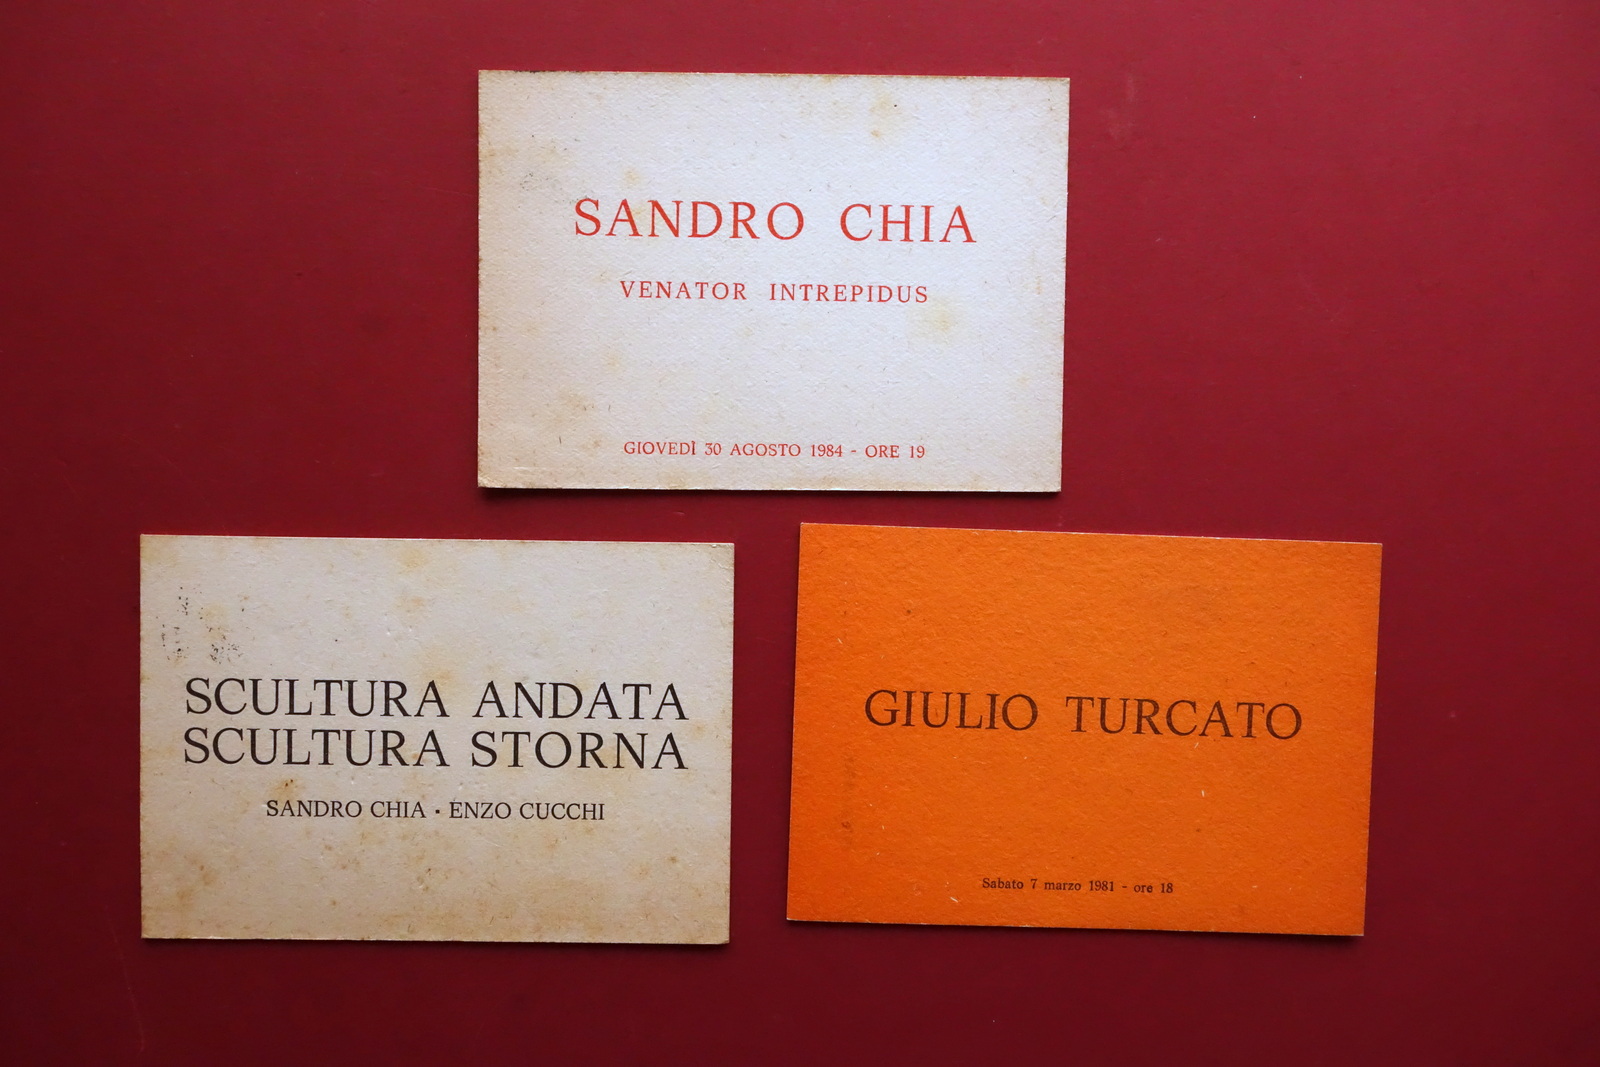 SANDRO CHIA
VENATOR INTREPIDUS
GIOVEDÌ 30 AGOSTO 1984 - ORE 19
SCULTURA ANDATA
SCULTURA STORNA
SANDRO CHIA · ENZO CUCCHI
GIULIO TURCATO
Sabato 7 marzo 1981 - ore 18